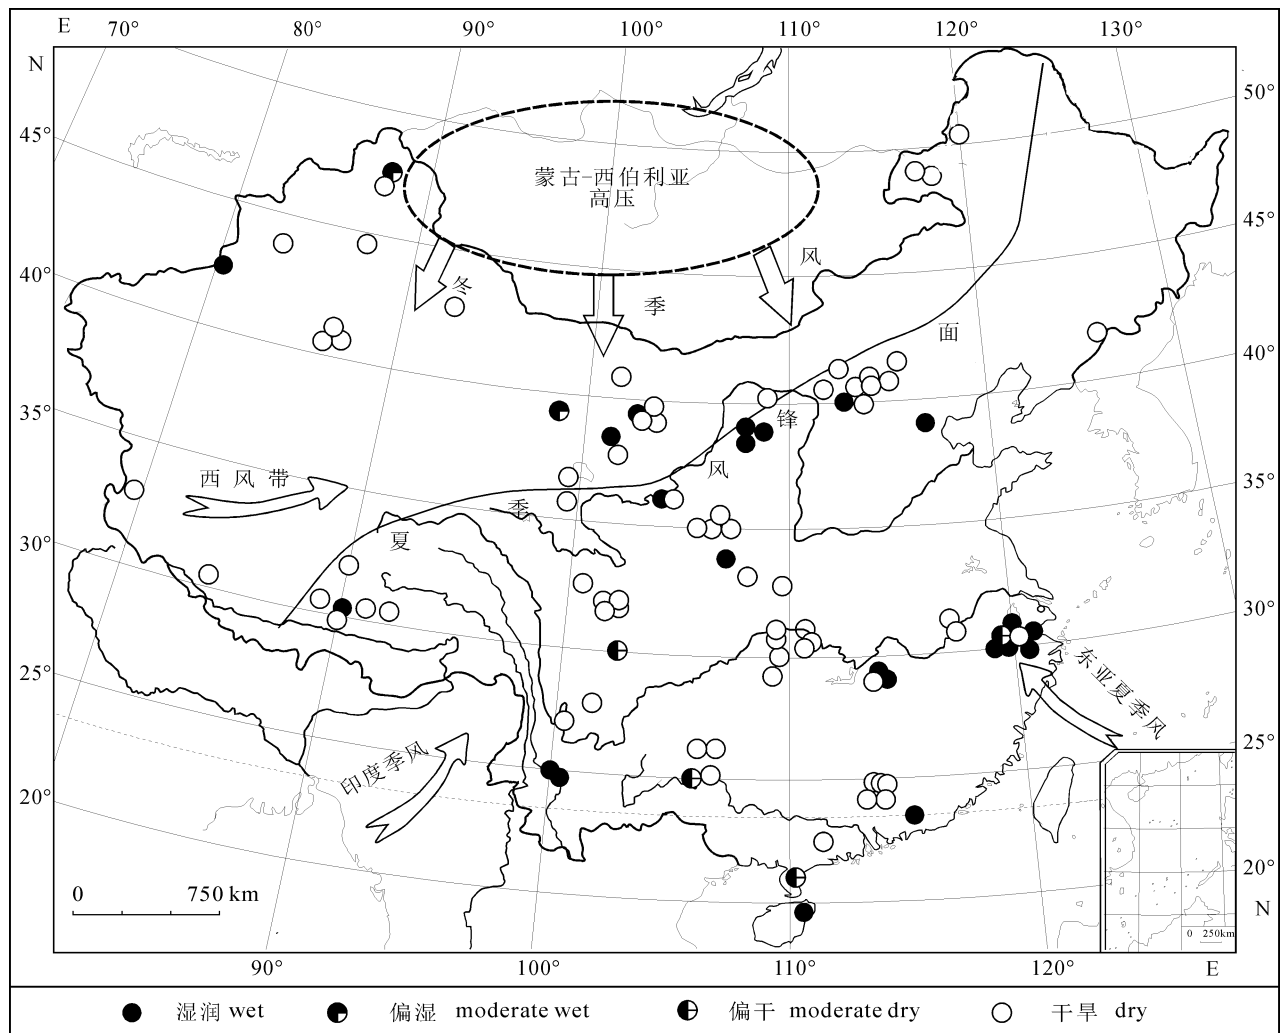 E 70° 80° 90° 100° 110° 120° 130°
N
50°
45°
蒙古-西伯利亚
高压
45°
风
40°
冬
季
面
40°
35°
锋
风
西风带
35°
季
夏
30°
30°
东亚夏季风
25°
25°
印度季风
20°
20°
0 750 km
N
0 250km
90° 100° 110° 120° E
湿润 wet 偏湿 moderate wet 偏干 moderate dry 干旱 dry